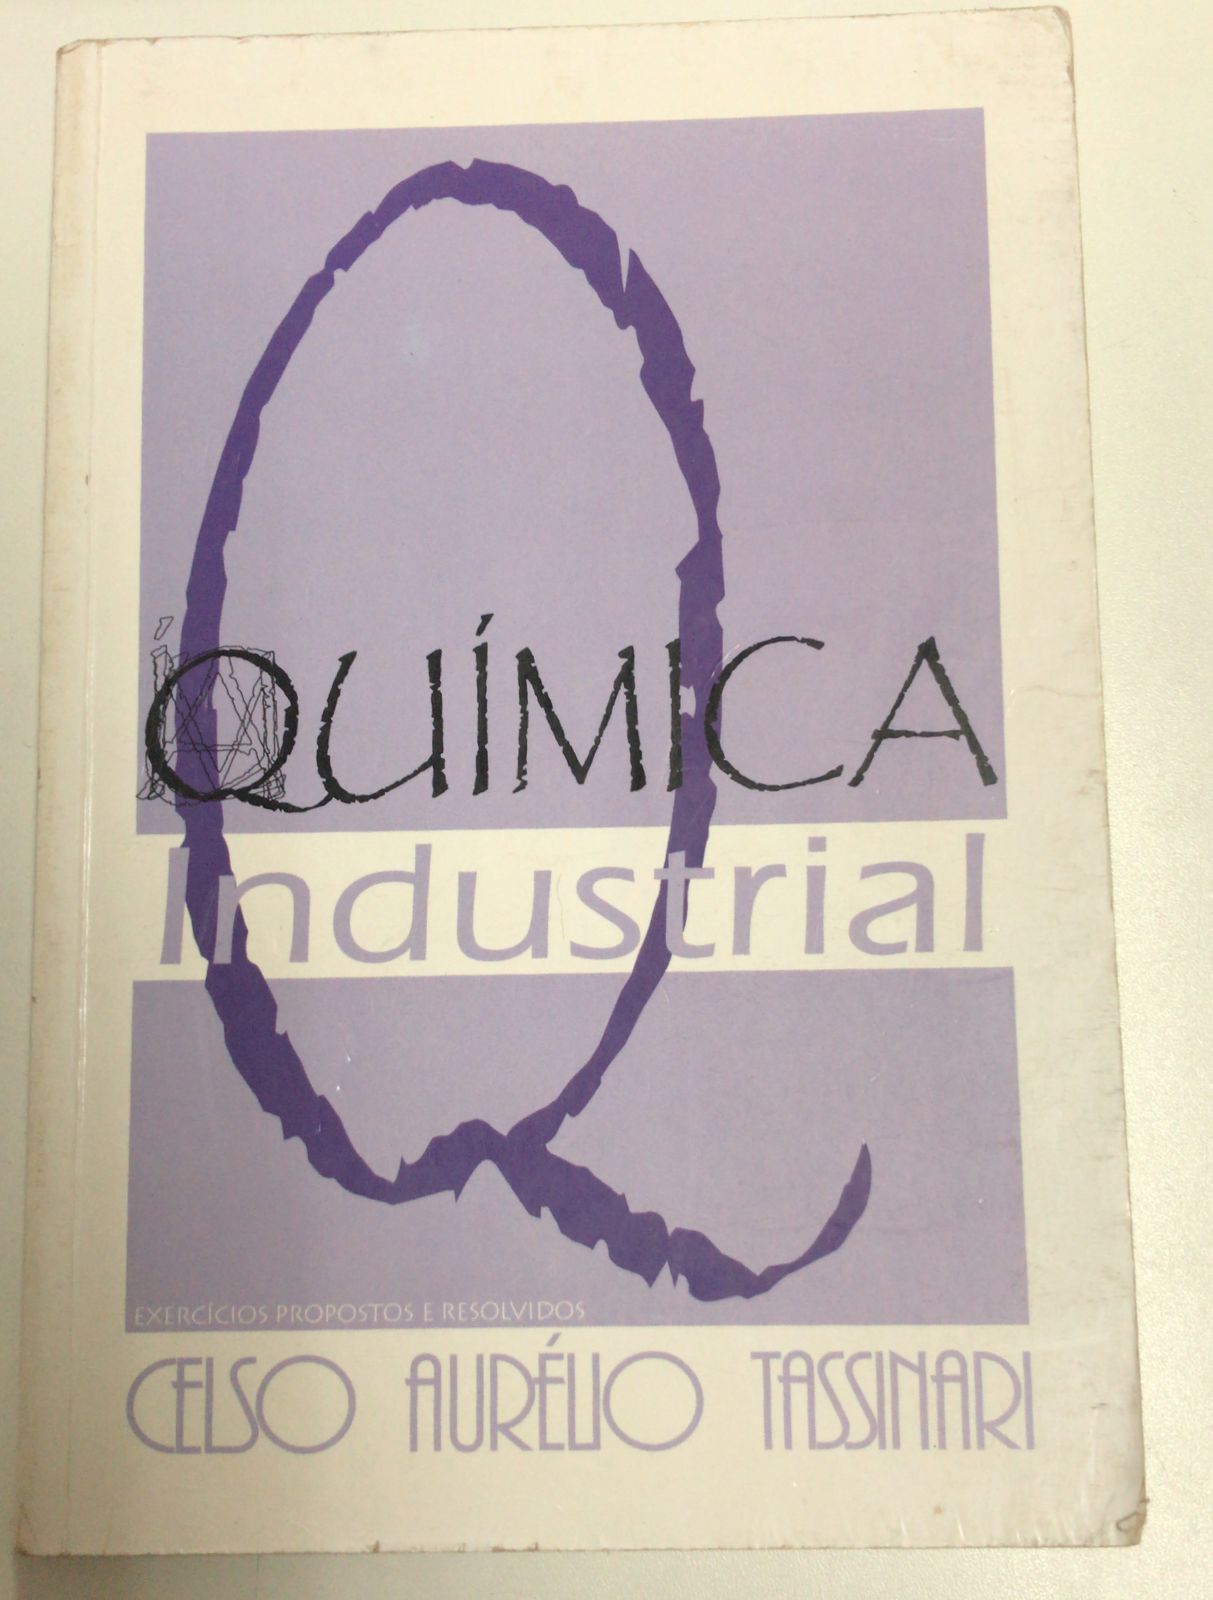 QUÍMICA
Industrial
EXERCÍCIOS PROPOSTOS E RESOLVIDOS
CELSO AURÉLIO TASSINARI